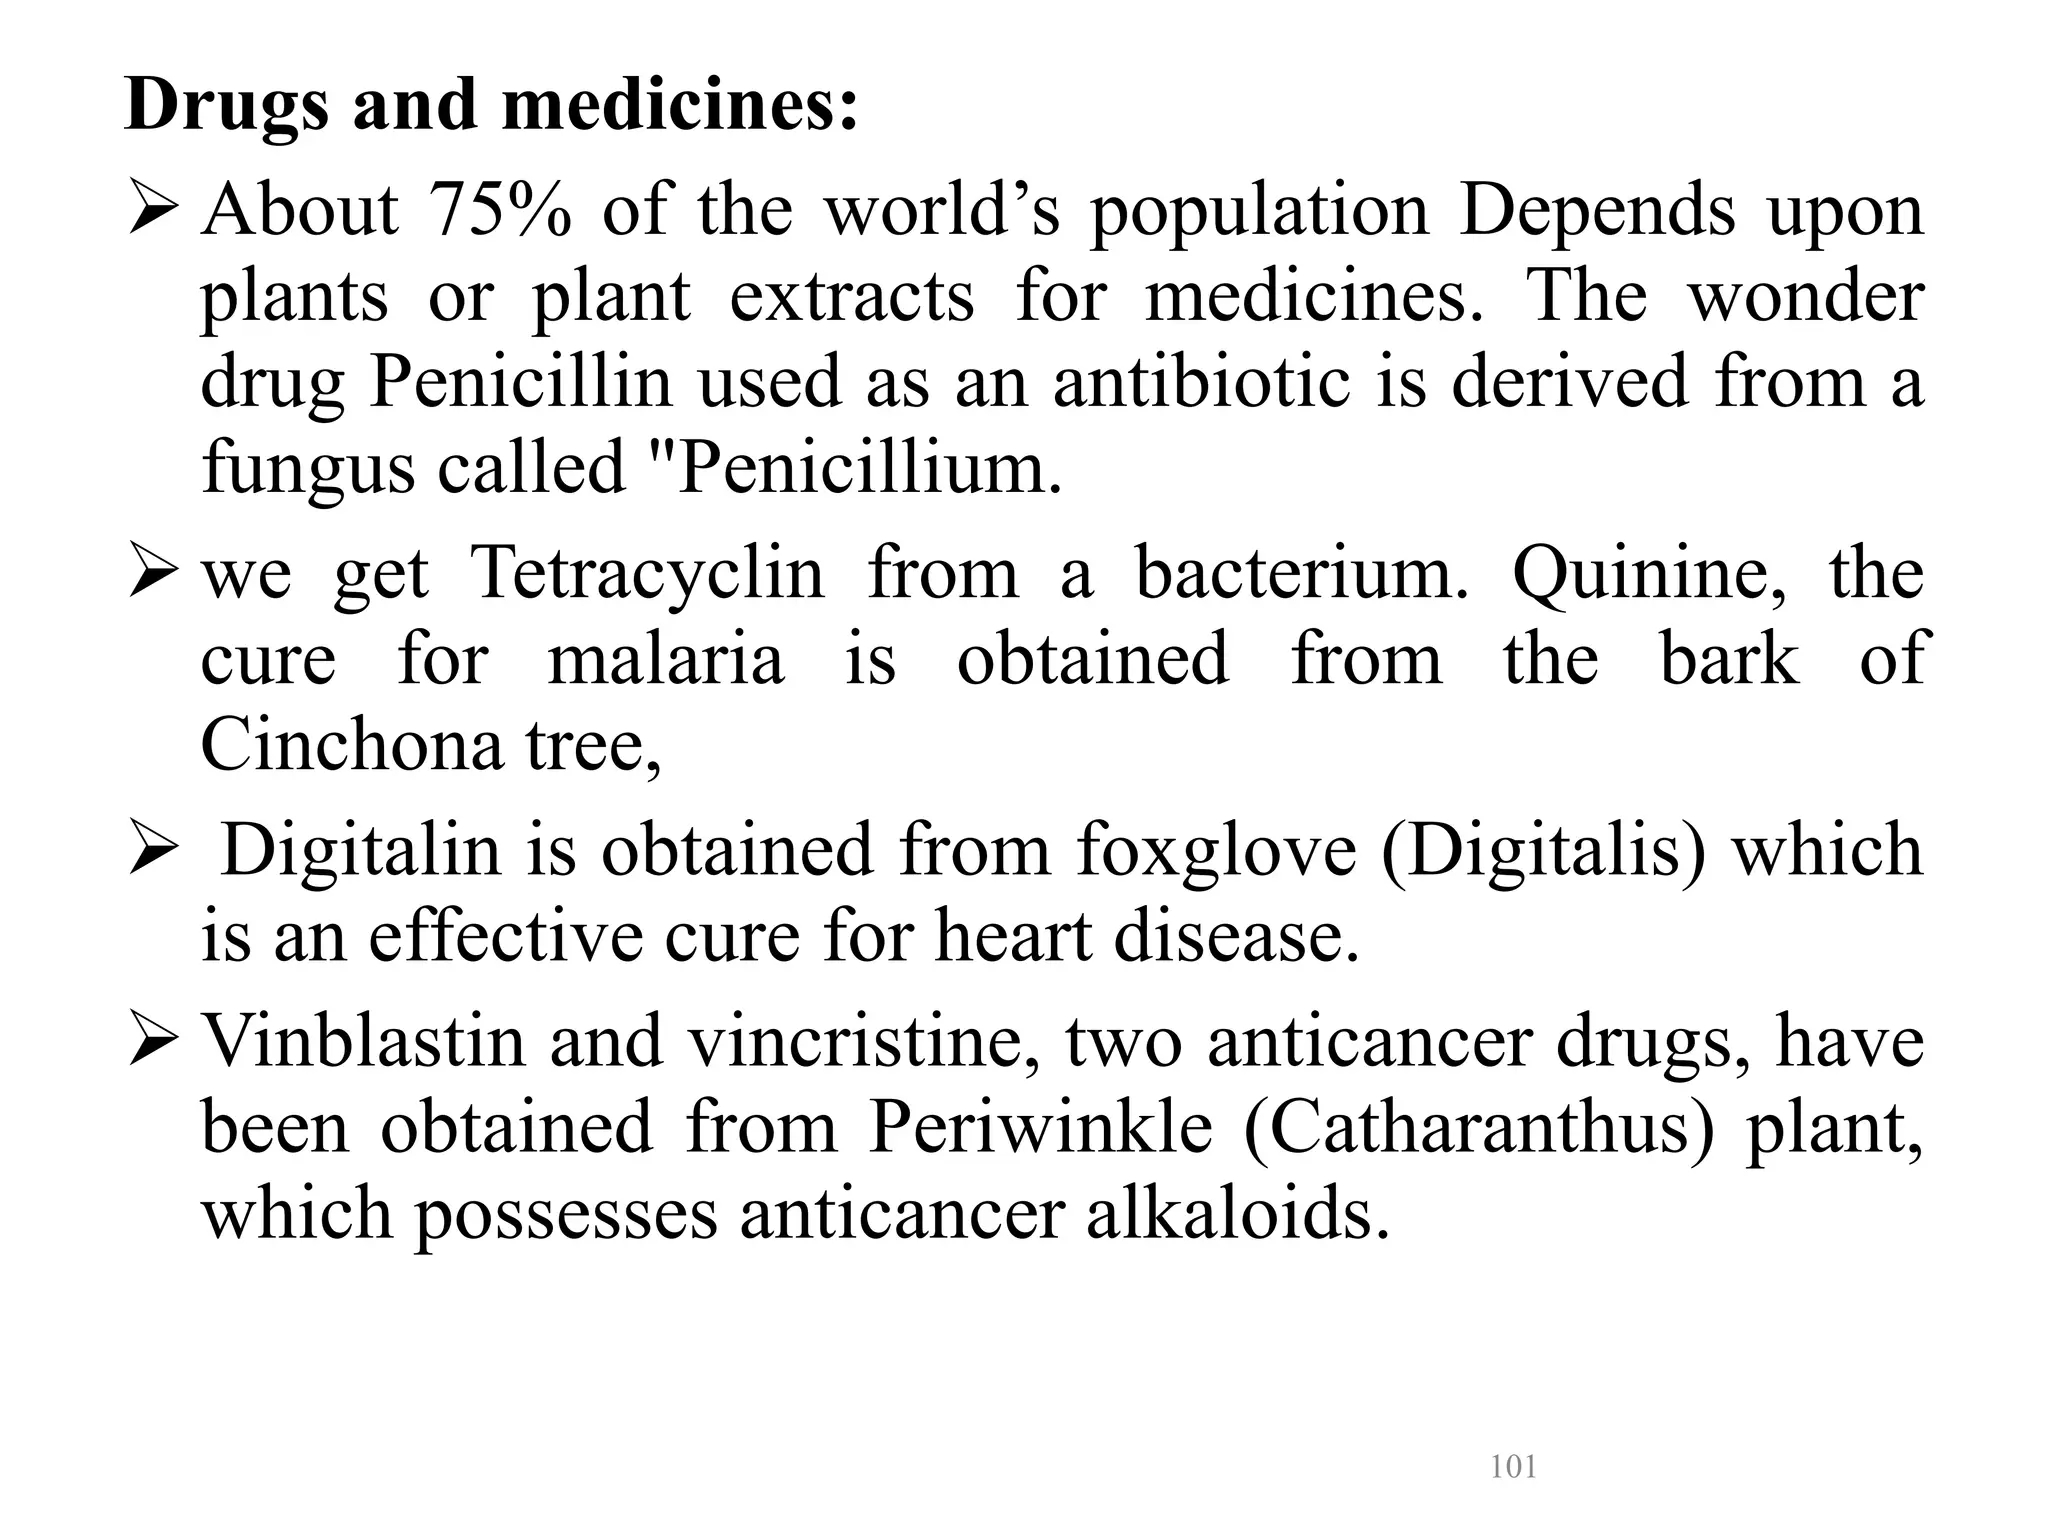 Drugs and medicines:
➢ About 75% of the world’s population Depends upon
plants or plant extracts for medicines. The wonder
drug Penicillin used as an antibiotic is derived from a
fungus called "Penicillium.
➢ we get Tetracyclin from a bacterium. Quinine, the
cure for malaria is obtained from the bark of
Cinchona tree,
➢ Digitalin is obtained from foxglove (Digitalis) which
is an effective cure for heart disease.
➢ Vinblastin and vincristine, two anticancer drugs, have
been obtained from Periwinkle (Catharanthus) plant,
which possesses anticancer alkaloids.
101